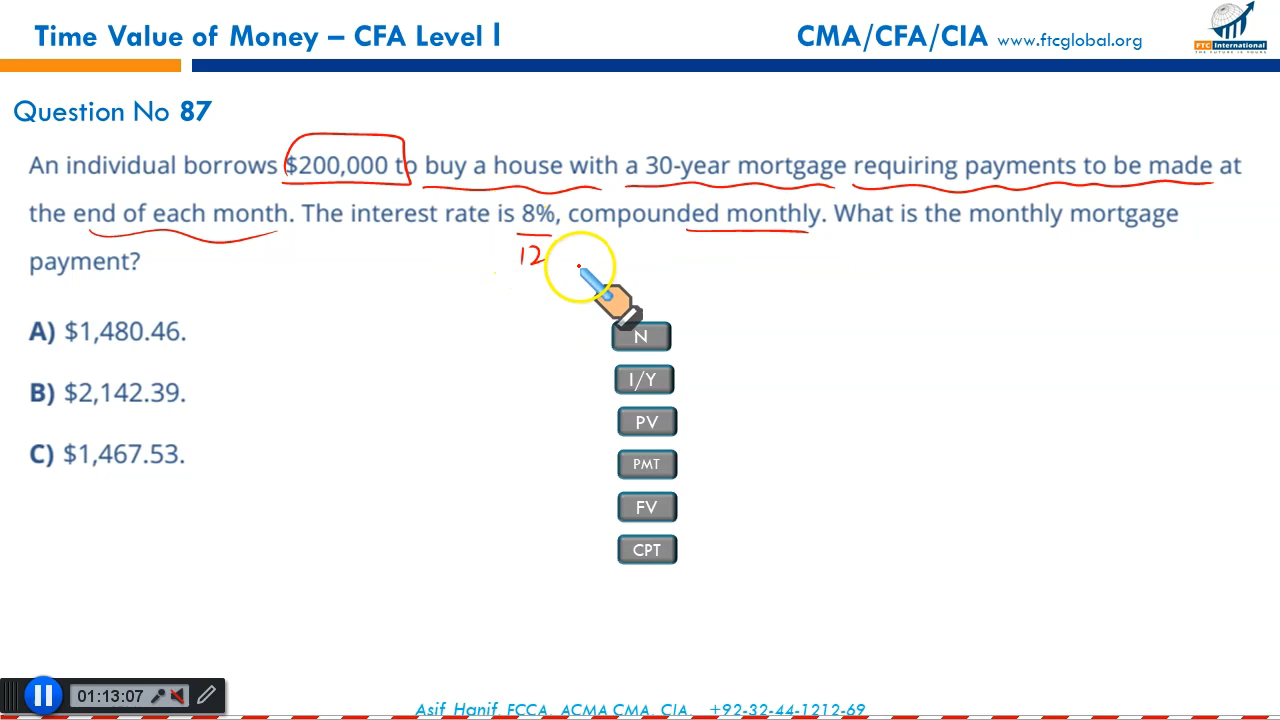 Time Value of Money – CFA Level I
CMA/CFA/CIA www.ftcglobal.org
FTC International
THE FUTURE IS YOURS
Question No 87
An individual borrows $200,000 to buy a house with a 30-year mortgage requiring payments to be made at
the end of each month. The interest rate is 8%, compounded monthly. What is the monthly mortgage
12
payment?
A) $1,480.46.
B) $2,142.39.
C) $1,467.53.
N
I/Y
PV
PMT
FV
CPT
01:13:07
Asif Hanif, FCCA, ACMA CMA, CIA, +92-32-44-1212-69